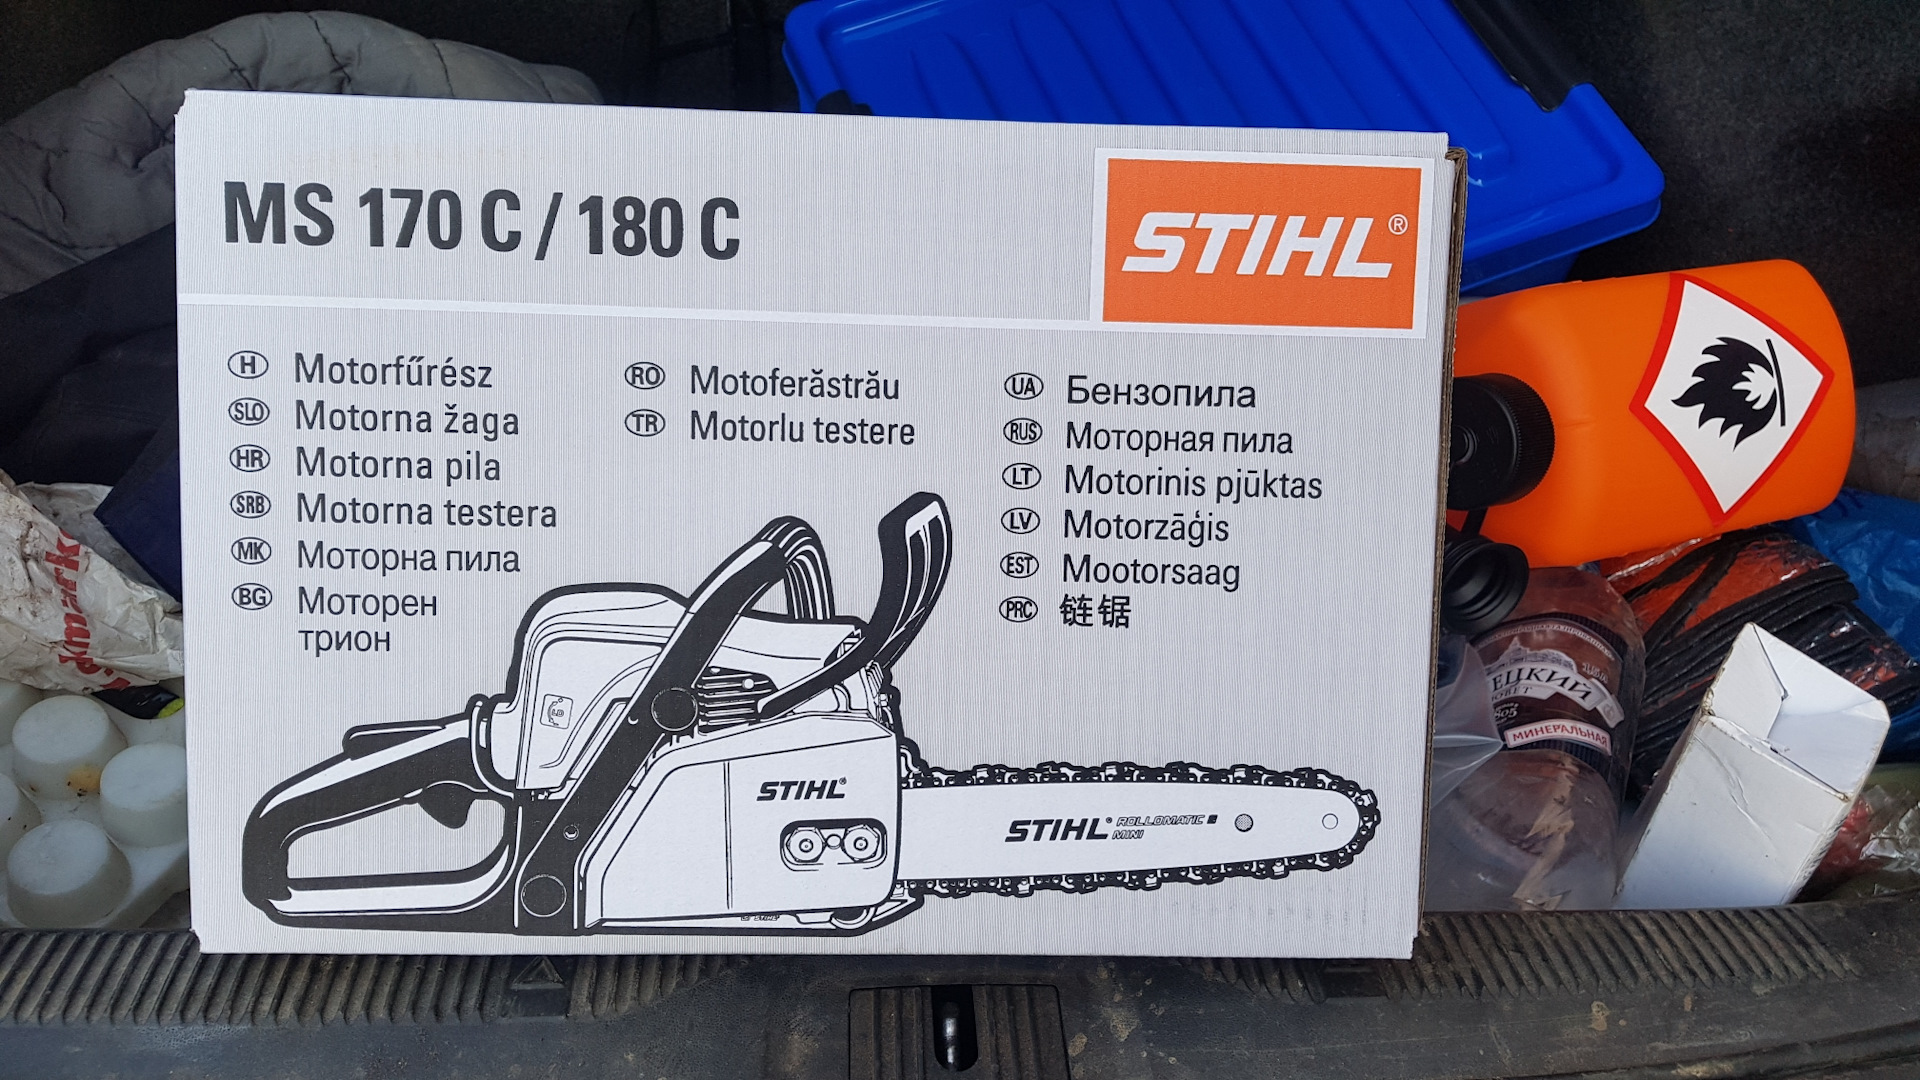 MS 170 C / 180 C
STIHL®
H Motorfűrész
SLO Motorna žaga
HR Motorna pila
SRB Motorna testera
MK Моторна пила
BG Моторен
трион
RO Motoferăstrău
TR Motorlu testere
UA Бензопила
RUS Моторная пила
LT Motorinis pjūktas
LV Motorzāģis
EST Mootorsaag
PRC 链锯
STIHL®
STIHL® ROLLOMATIC
MINI
ЕЦКИЙ
МИНЕРАЛЬНАЯ